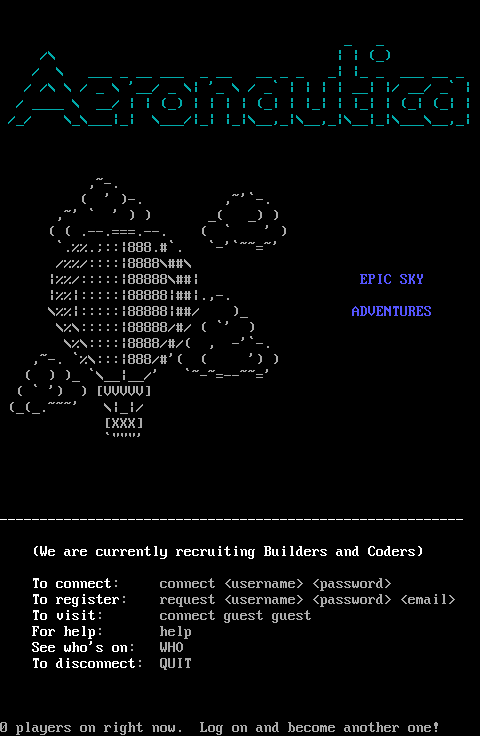 Aeronautica
EPIC SKY
ADVENTURES
(We are currently recruiting Builders and Coders)
To connect: connect <username> <password>
To register: request <username> <password> <email>
To visit: connect guest guest
For help: help
See who's on: WHO
To disconnect: QUIT
0 players on right now. Log on and become another one!